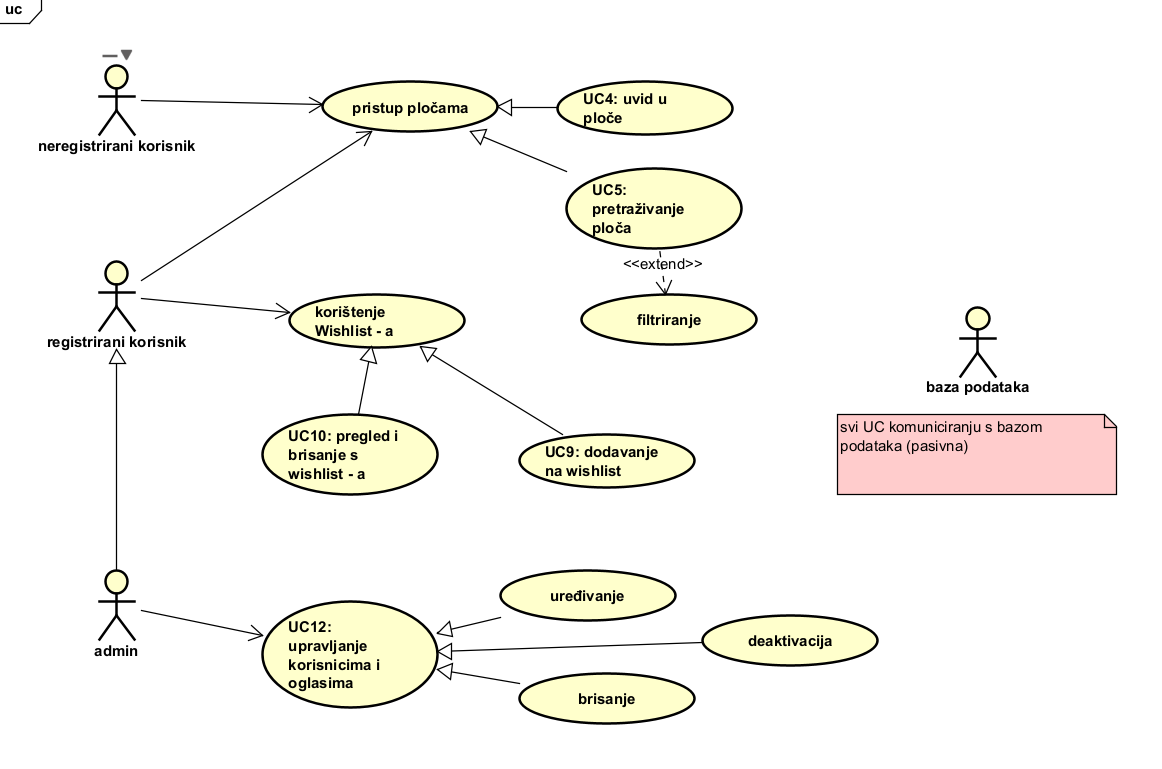 uc
neregistrirani korisnik
pristup pločama
UC4: uvid u
ploče
UC5:
pretraživanje
ploča
<<extend>>
filtriranje
registrirani korisnik
korištenje
Wishlist - a
UC10: pregled i
brisanje s
wishlist - a
UC9: dodavanje
na wishlist
baza podataka
svi UC komuniciranju s bazom
podataka (pasivna)
admin
UC12:
upravljanje
korisnicima i
oglasima
uređivanje
deaktivacija
brisanje